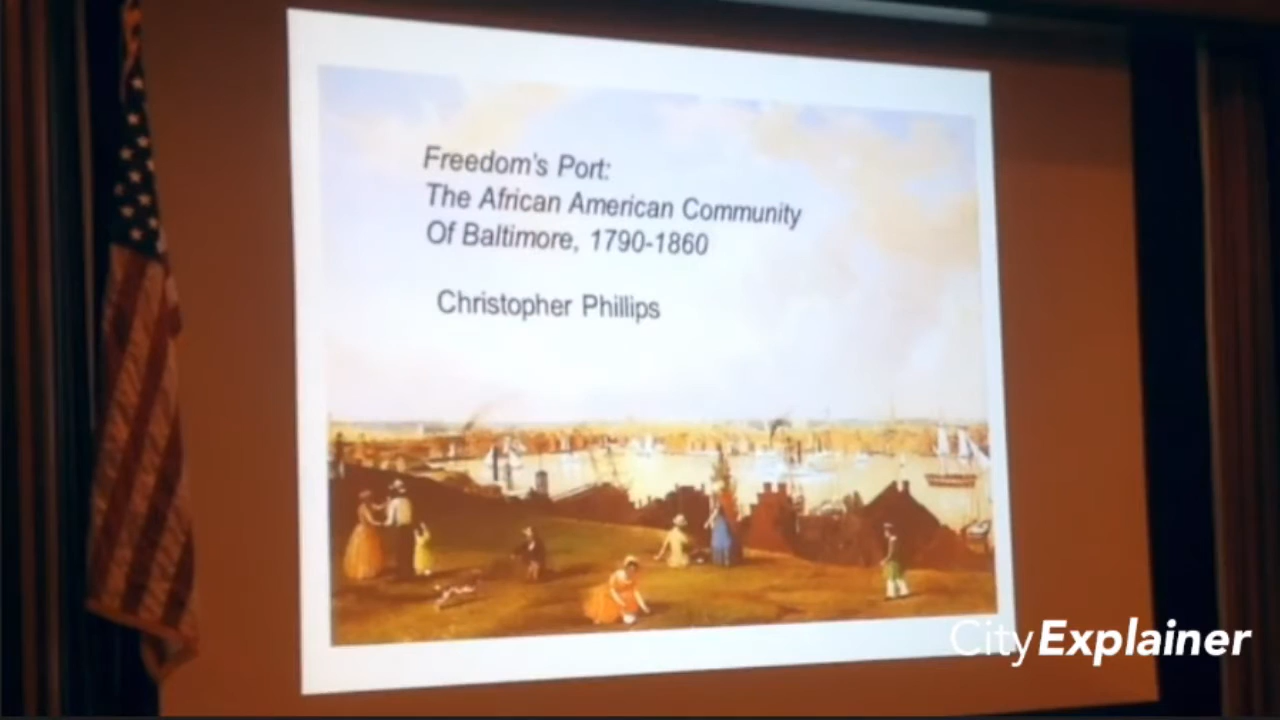 Freedom's Port:
The African American Community
Of Baltimore, 1790-1860
Christopher Phillips
CityExplainer